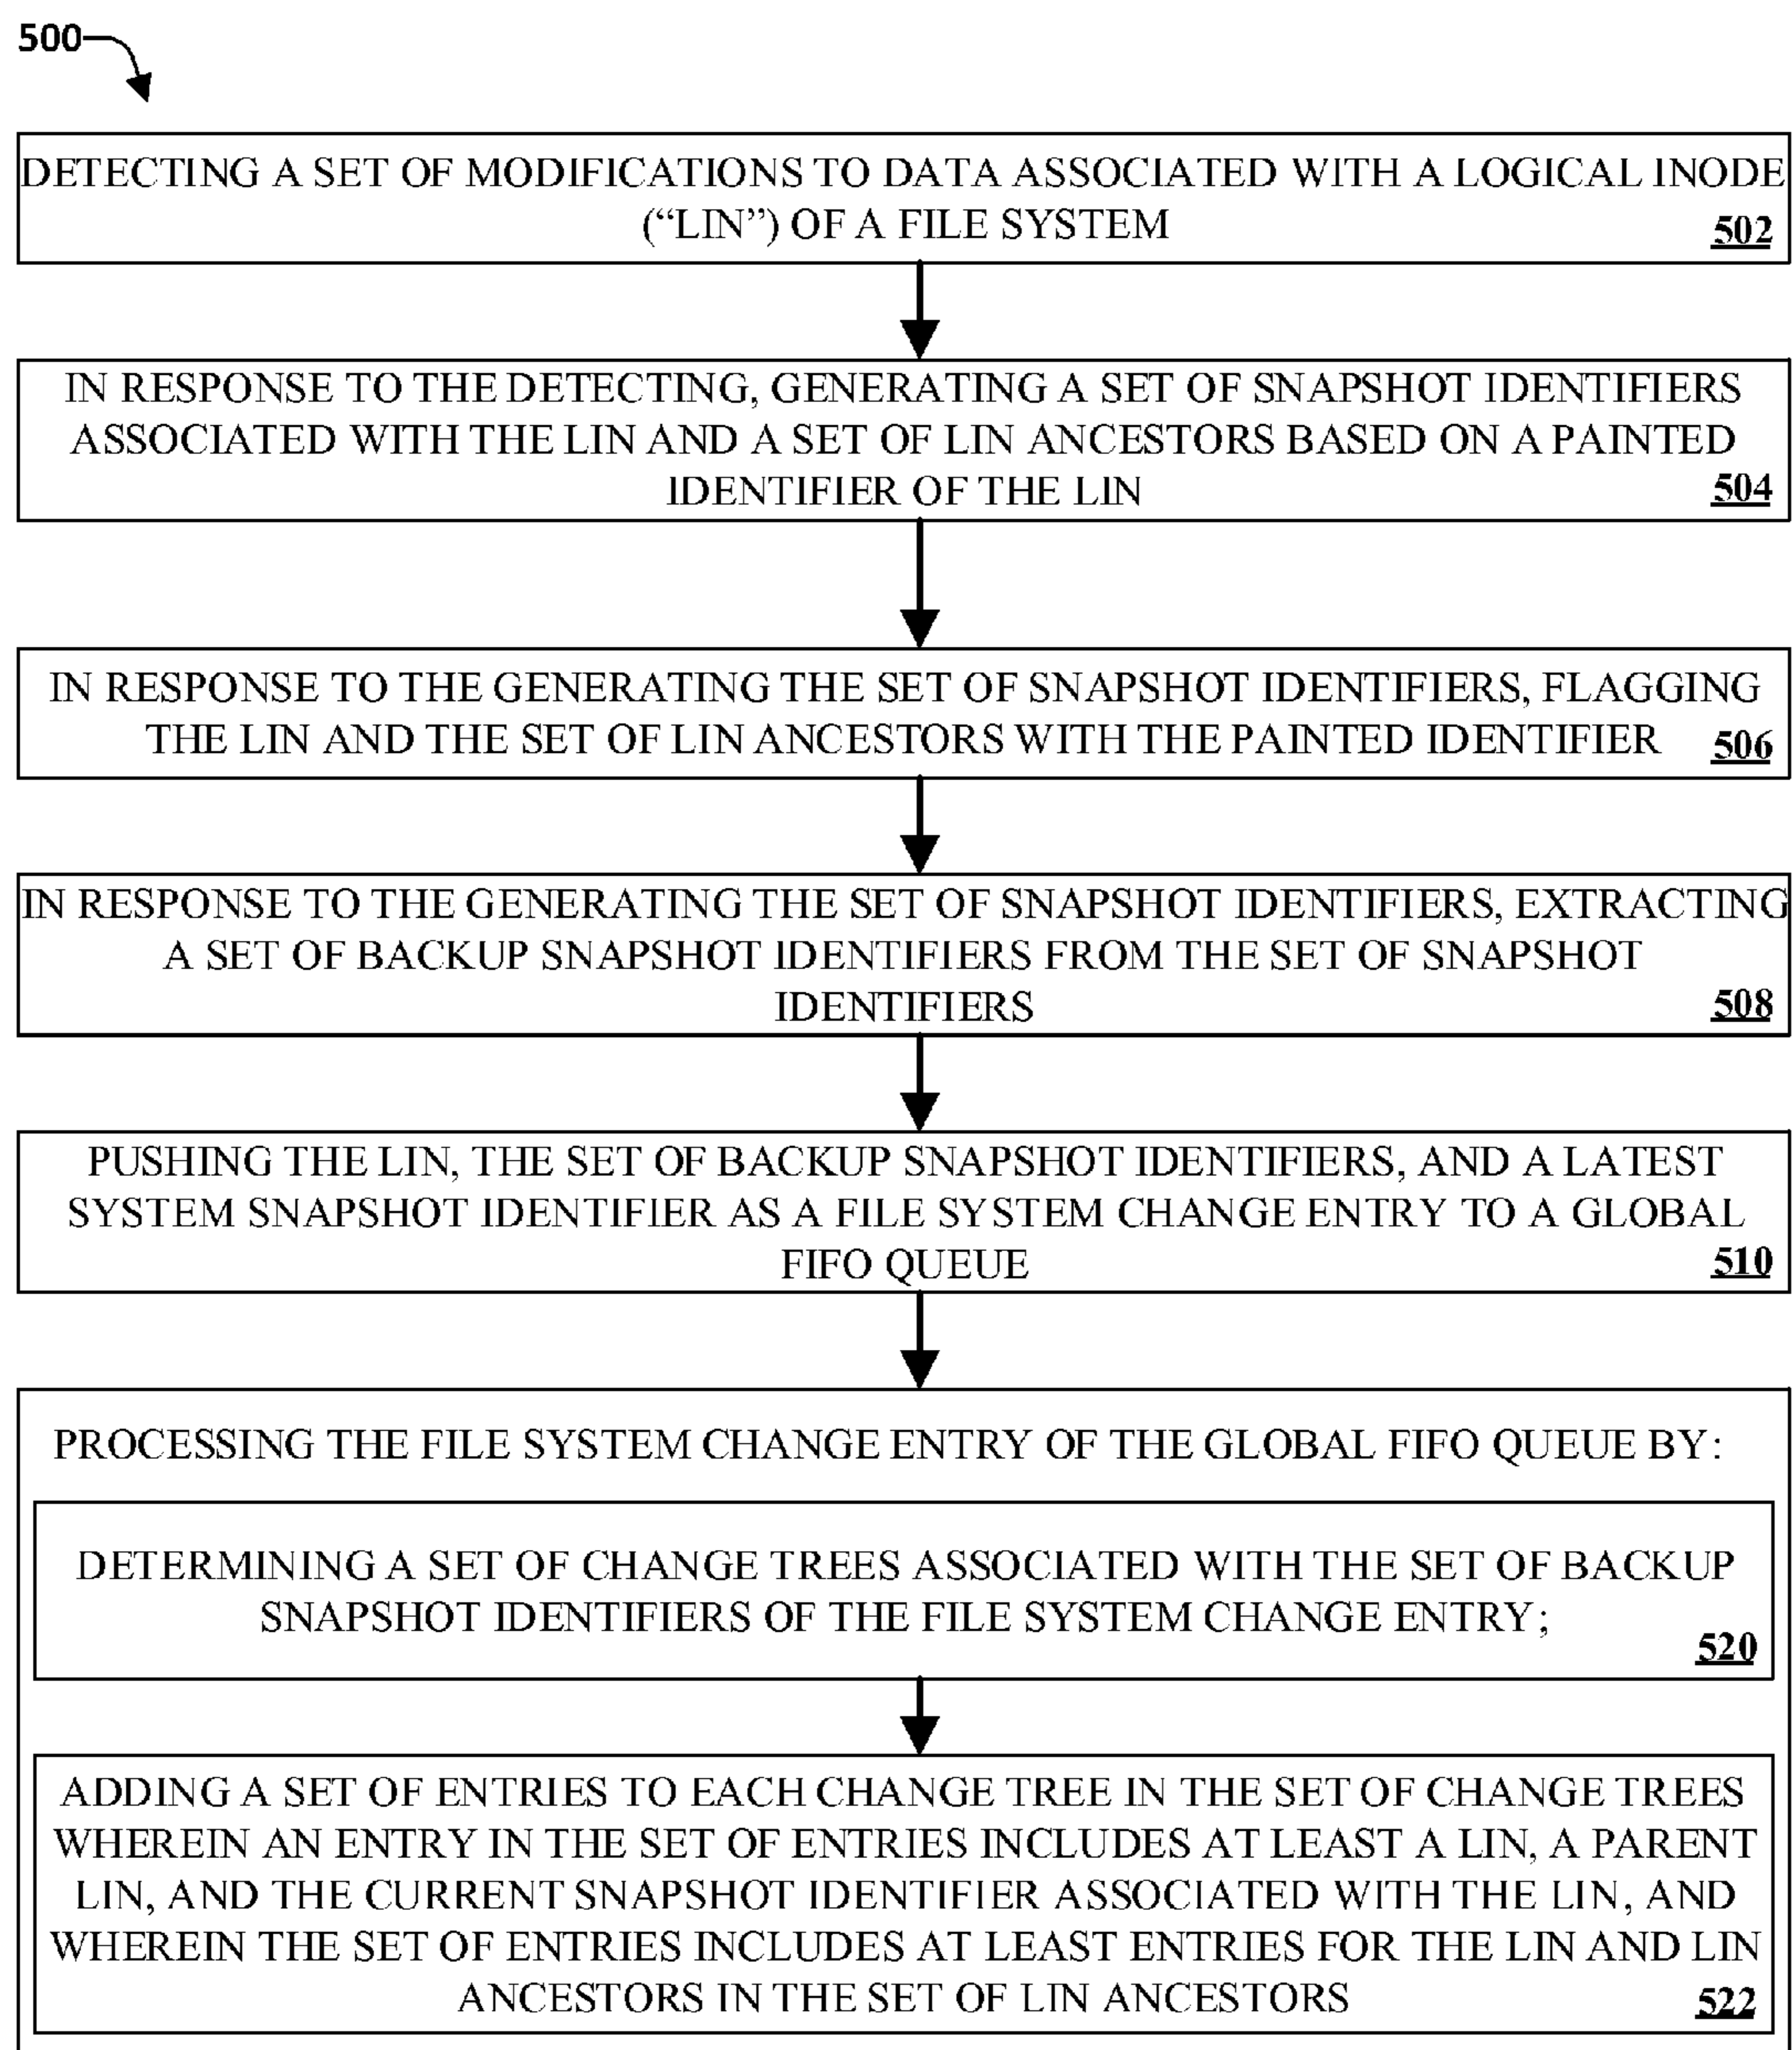 500
DETECTING A SET OF MODIFICATIONS TO DATA ASSOCIATED WITH A LOGICAL INODE
(“LIN”) OF A FILE SYSTEM 502
IN RESPONSE TO THE DETECTING, GENERATING A SET OF SNAPSHOT IDENTIFIERS
ASSOCIATED WITH THE LIN AND A SET OF LIN ANCESTORS BASED ON A PAINTED
IDENTIFIER OF THE LIN 504
IN RESPONSE TO THE GENERATING THE SET OF SNAPSHOT IDENTIFIERS, FLAGGING
THE LIN AND THE SET OF LIN ANCESTORS WITH THE PAINTED IDENTIFIER 506
IN RESPONSE TO THE GENERATING THE SET OF SNAPSHOT IDENTIFIERS, EXTRACTING
A SET OF BACKUP SNAPSHOT IDENTIFIERS FROM THE SET OF SNAPSHOT
IDENTIFIERS 508
PUSHING THE LIN, THE SET OF BACKUP SNAPSHOT IDENTIFIERS, AND A LATEST
SYSTEM SNAPSHOT IDENTIFIER AS A FILE SYSTEM CHANGE ENTRY TO A GLOBAL
FIFO QUEUE 510
PROCESSING THE FILE SYSTEM CHANGE ENTRY OF THE GLOBAL FIFO QUEUE BY:
DETERMINING A SET OF CHANGE TREES ASSOCIATED WITH THE SET OF BACKUP
SNAPSHOT IDENTIFIERS OF THE FILE SYSTEM CHANGE ENTRY;
520
ADDING A SET OF ENTRIES TO EACH CHANGE TREE IN THE SET OF CHANGE TREES
WHEREIN AN ENTRY IN THE SET OF ENTRIES INCLUDES AT LEAST A LIN, A PARENT
LIN, AND THE CURRENT SNAPSHOT IDENTIFIER ASSOCIATED WITH THE LIN, AND
WHEREIN THE SET OF ENTRIES INCLUDES AT LEAST ENTRIES FOR THE LIN AND LIN
ANCESTORS IN THE SET OF LIN ANCESTORS 522